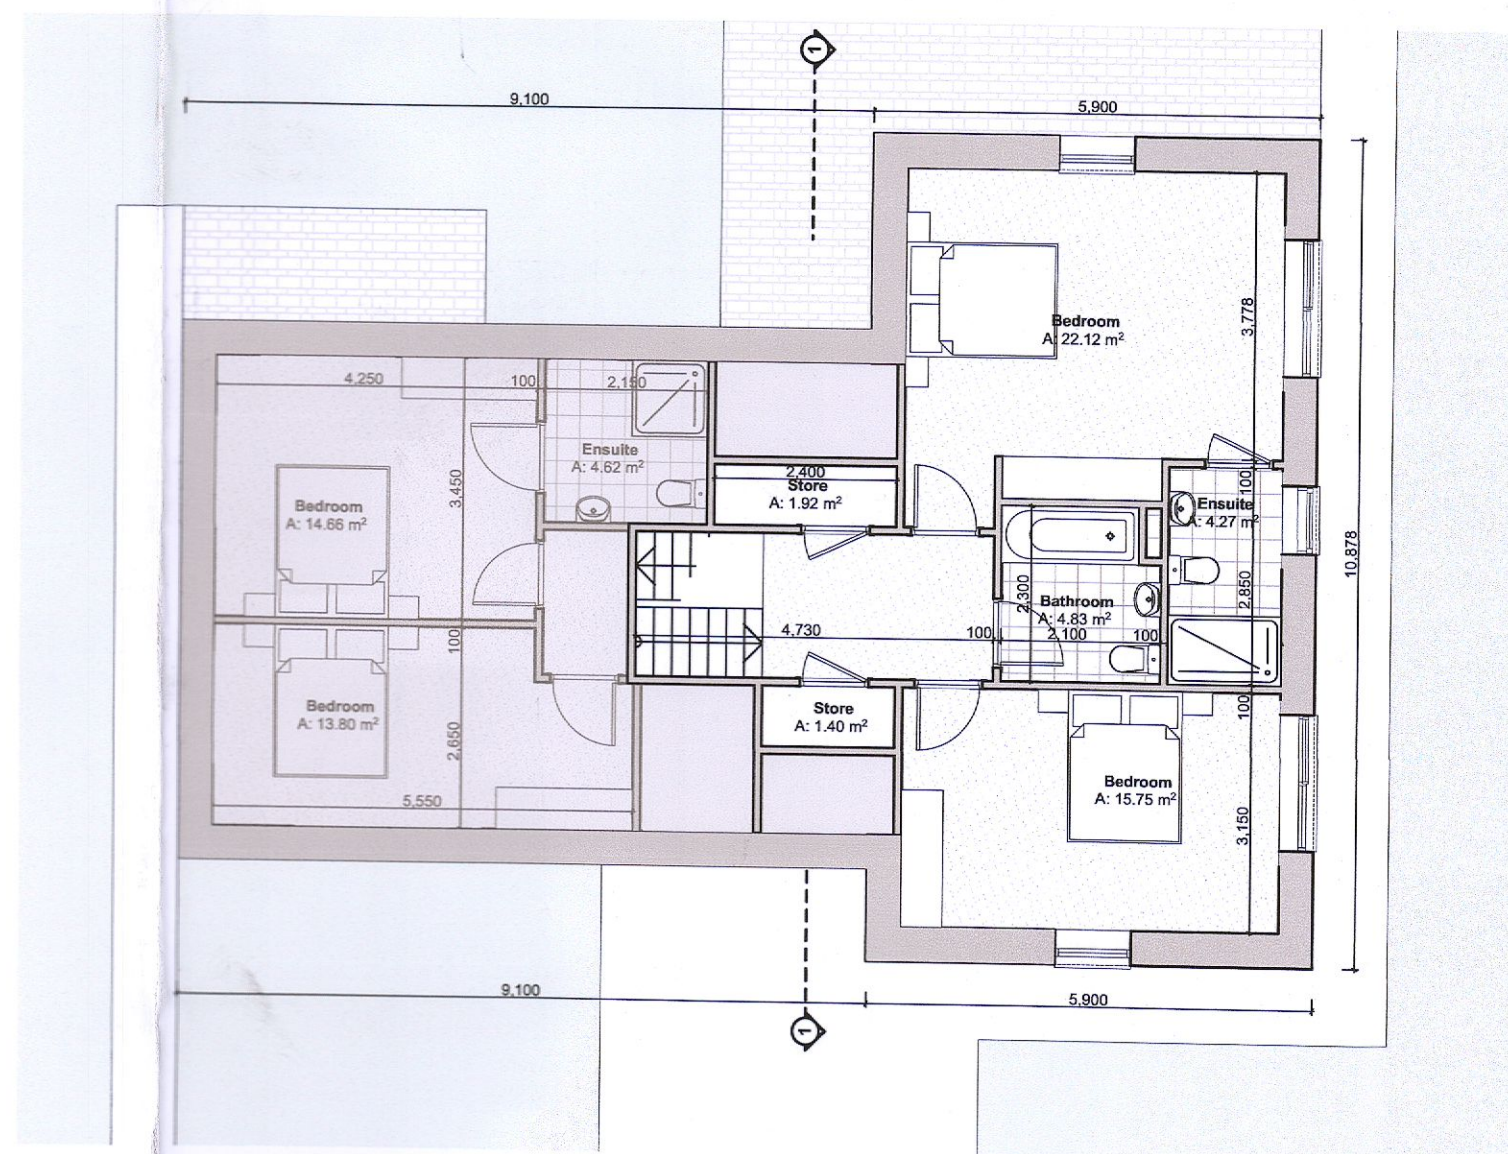 1
9,100
5,900
Bedroom
A: 22.12 m²
3,778
4,250
100
2,150
Ensuite
A: 4.62 m²
3,450
Bedroom
A: 14.66 m²
2,400
Store
A: 1.92 m²
100
Ensuite
A: 4.27 m²
10,878
2,850
2,300
Bathroom
A: 4.83 m²
4,730
100
2,100
100
100
Bedroom
A: 13.80 m²
2,650
5,550
Store
A: 1.40 m²
100
Bedroom
A: 15.75 m²
3,150
9,100
5,900
1